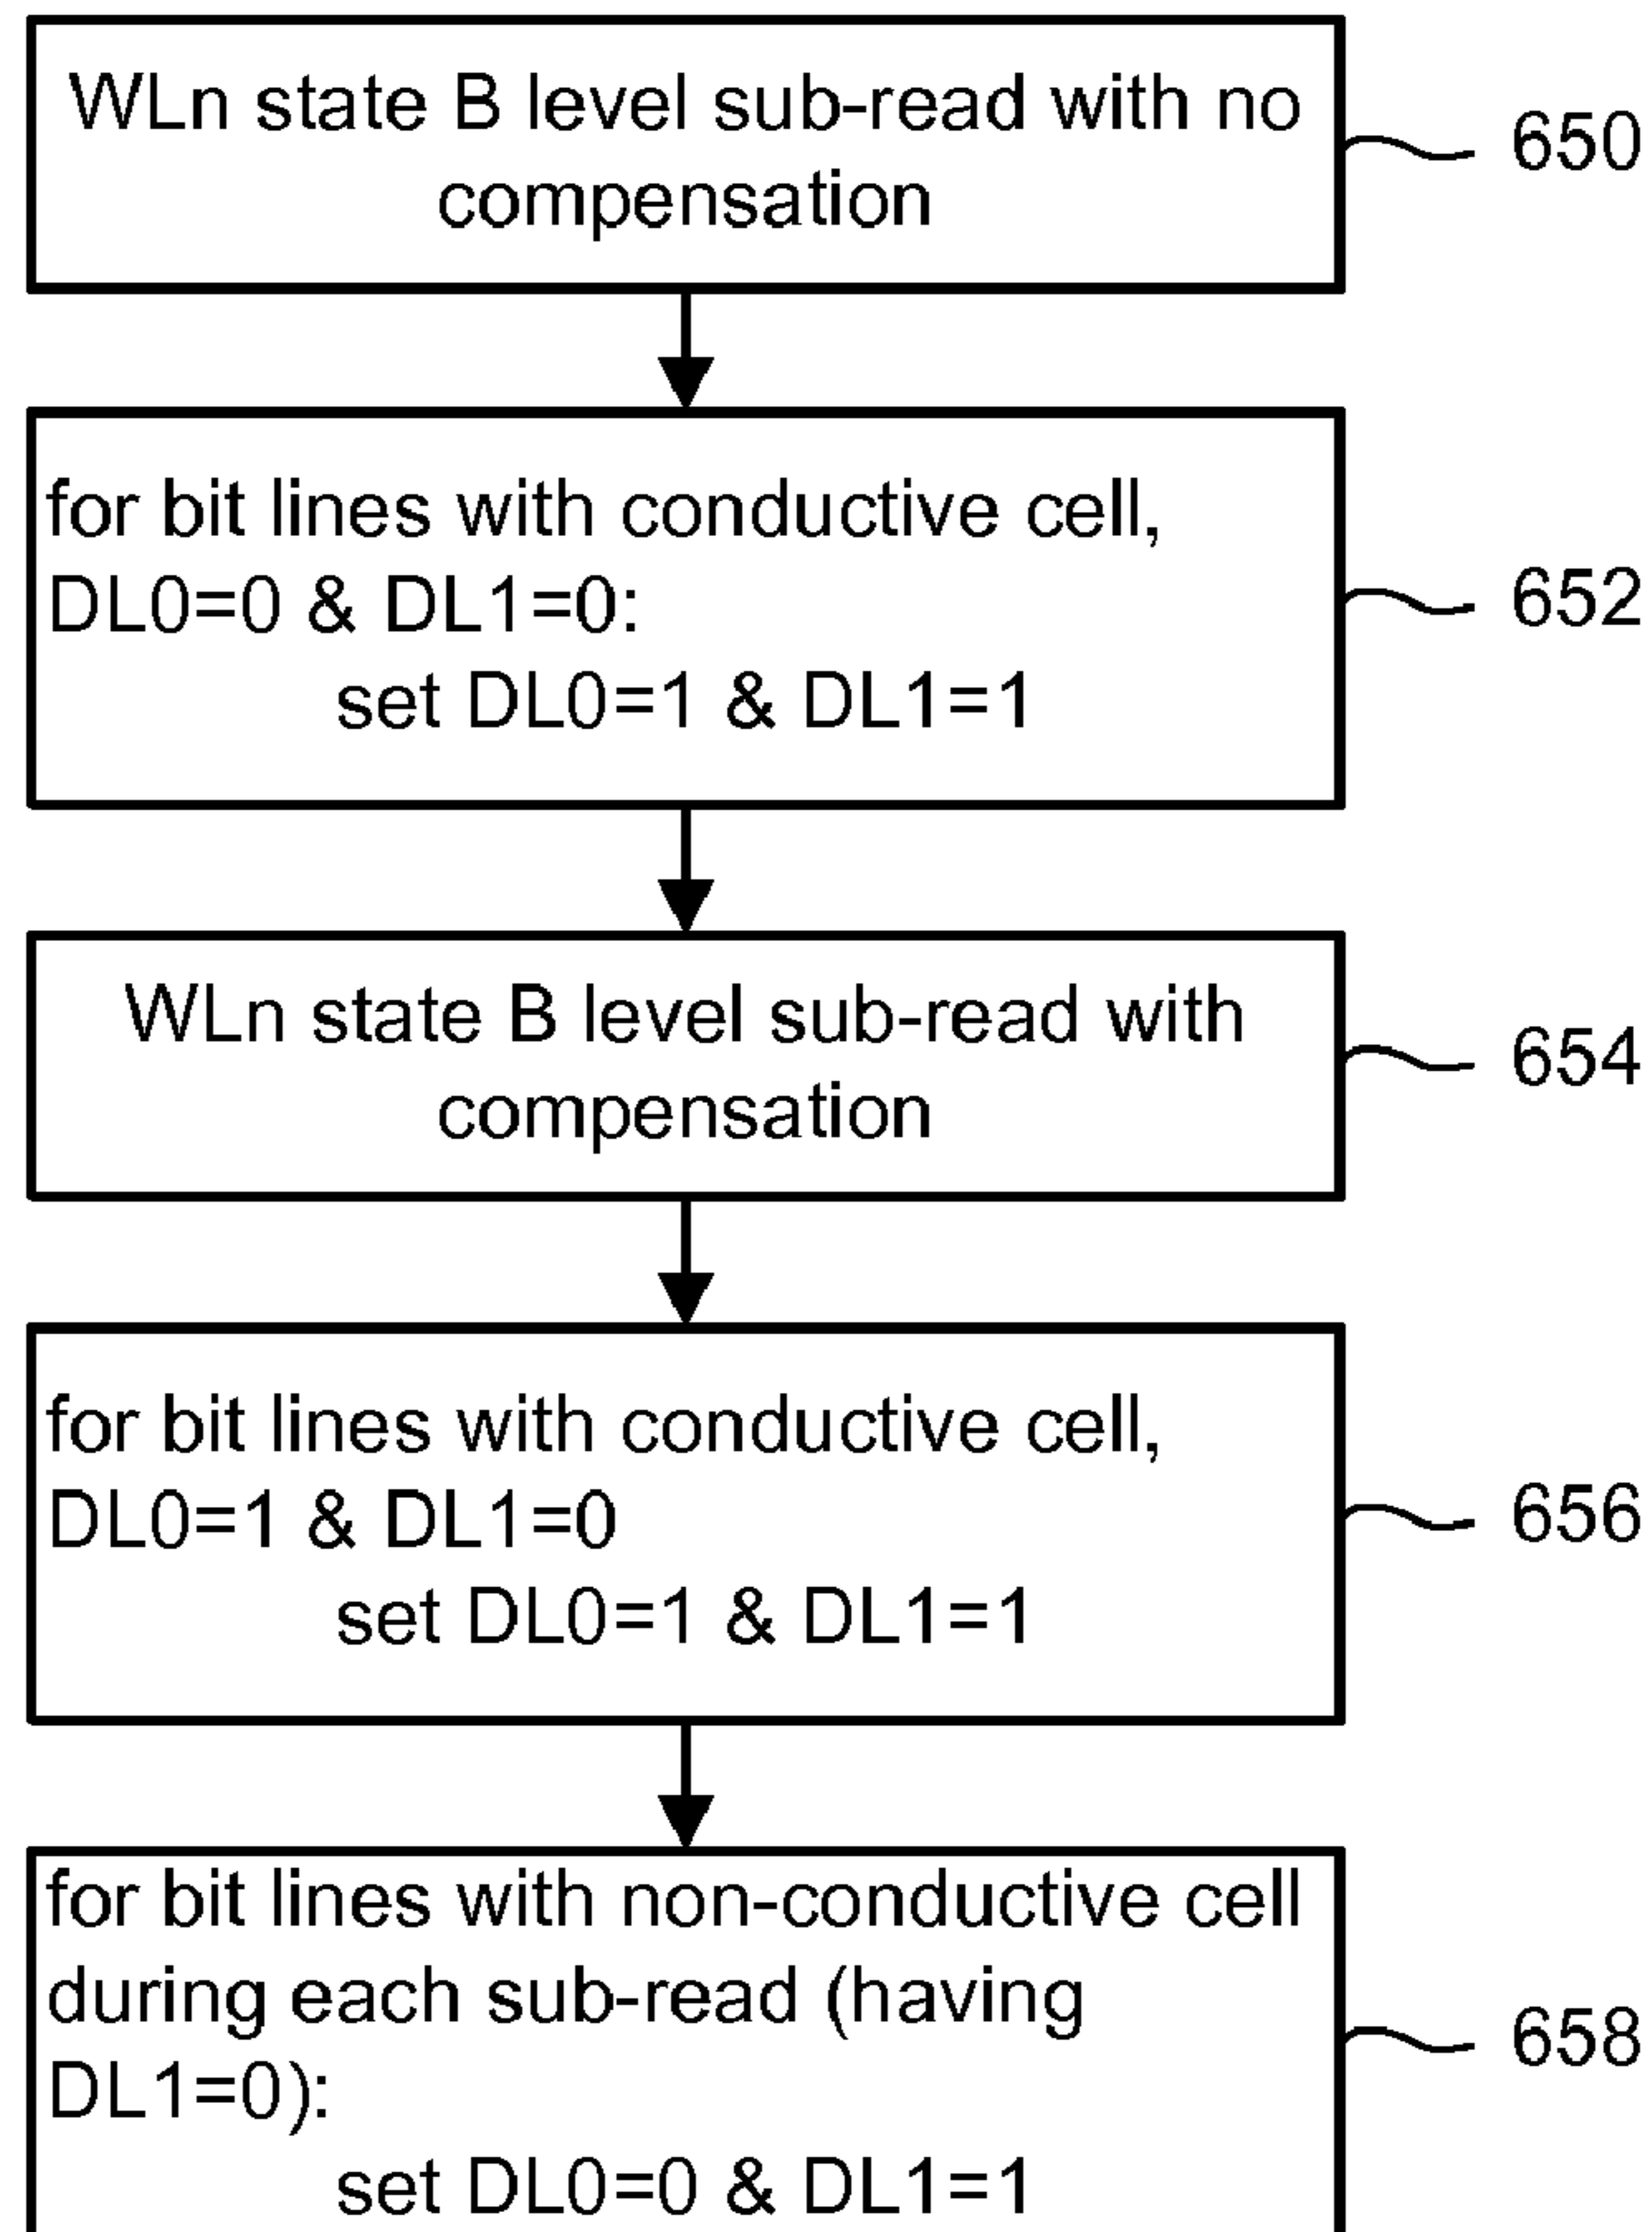 WLn state B level sub-read with no
compensation
650
for bit lines with conductive cell,
DL0=0 & DL1=0:
set DL0=1 & DL1=1
652
WLn state B level sub-read with
compensation
654
for bit lines with conductive cell,
DL0=1 & DL1=0
set DL0=1 & DL1=1
656
for bit lines with non-conductive cell
during each sub-read (having
DL1=0):
set DL0=0 & DL1=1
658